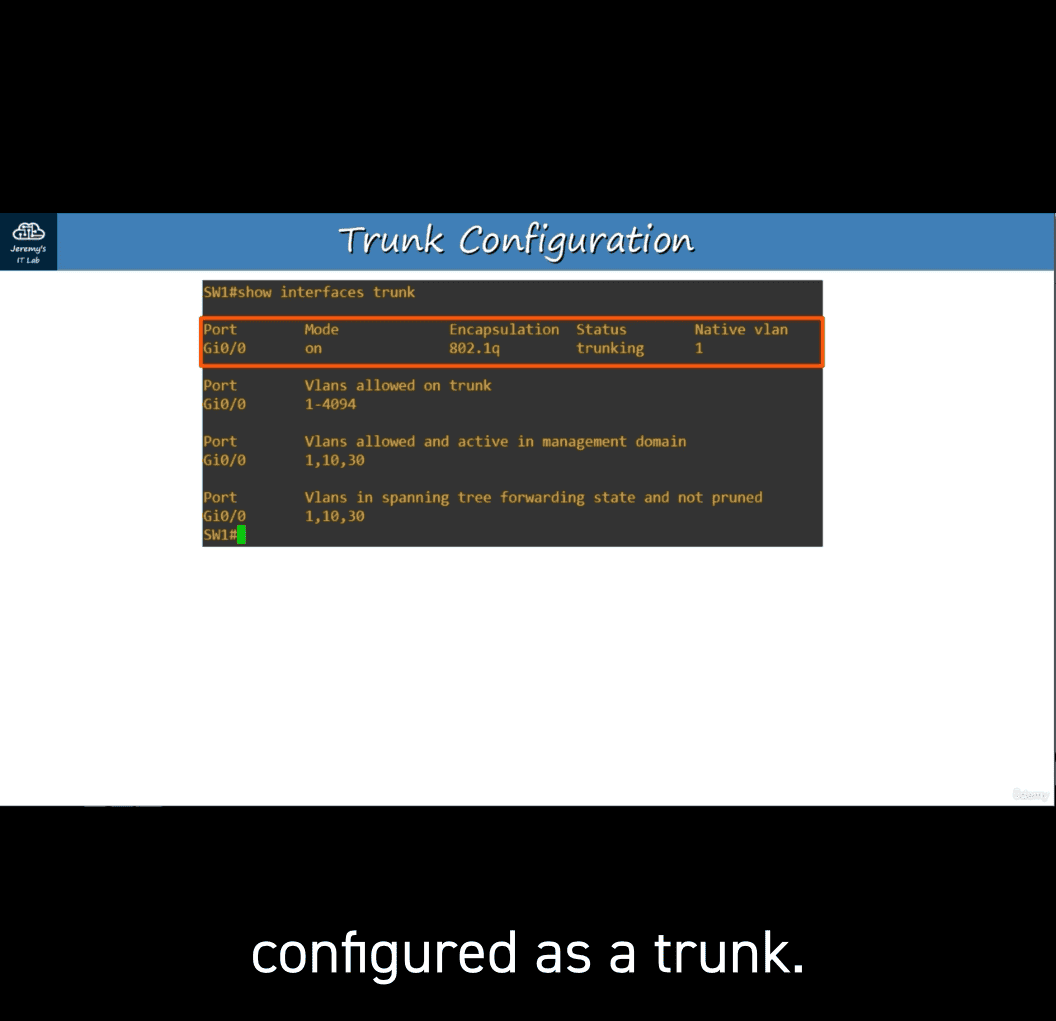 Jeremy's
IT Lab
Trunk Configuration
SW1#show interfaces trunk
Port Mode Encapsulation Status Native vlan
Gi0/0 on 802.1q trunking 1
Port Vlans allowed on trunk
Gi0/0 1-4094
Port Vlans allowed and active in management domain
Gi0/0 1,10,30
Port Vlans in spanning tree forwarding state and not pruned
Gi0/0 1,10,30
SW1#
Udemy
configured as a trunk.